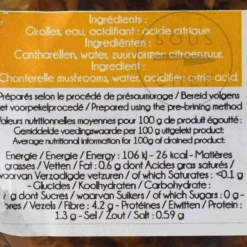 Ingrédients :
Girolles, eau, acidifiant : acide citrique.
Ingrediënten :
Cantharellen, water, zuurvormer: citroenzuur.
Ingredient :
Chanterelle mushrooms, water, acidifier: citric acid.
Préparés selon le procédé de présaumurage / Bereid volgens
et voorpekelprocedé / Prepared using the pre-brining method
Valeurs nutritionnelles moyennes pour 100 g de produit égoutté :
Gemiddelde voedingswaarde per 100 g uitgelekt product:
Average nutritional information for 100g of drained product:
Energie / Energie / Energy : 106 kj - 26 kcal - Matières
grasses / Vetten / Fat : 0.6 g dont Acides gras saturés /
waarvan Verzadigde vetzuren / of which Saturates : <0.1 g
- Glucides / Koolhydraten / Carbohydrate :
g dont Sucres / waarvan Suikers / of which Sugars : 0 g -
bres / Vezels / Fibre : 4.2 g - Protéines / Eiwitten / Protein :
1.3 g - Sel / Zout / Salt : 0.59 g